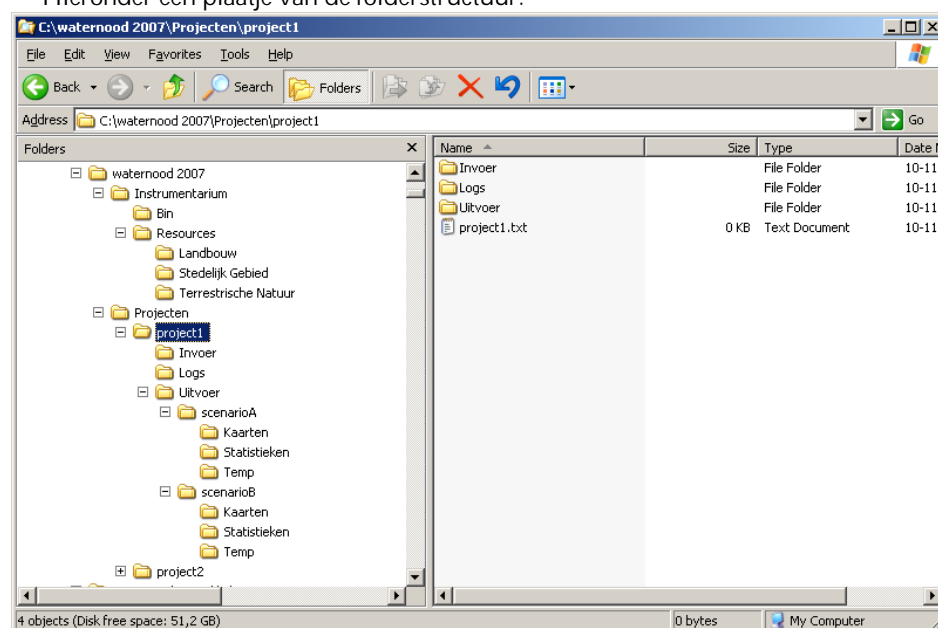 Hieronder een plaatje van de folderstructuur:
C:\waternood 2007\Projecten\project1
File Edit View Favorites Tools Help
Back Search Folders
Address C:\waternood 2007\Projecten\project1 Go
Folders x Name Size Type Date
waternood 2007
Instrumentarium
Bin
Resources
Landbouw
Stedelijk Gebied
Terrestrische Natuur
Projecten
project1
Invoer
Logs
Uitvoer
scenarioA
Kaarten
Statistieken
Temp
scenarioB
Kaarten
Statistieken
Temp
project2
Invoer File Folder 10-11
Logs File Folder 10-11
Uitvoer File Folder 10-11
project1.txt 0 KB Text Document 10-11
4 objects (Disk free space: 51,2 GB) 0 bytes My Computer